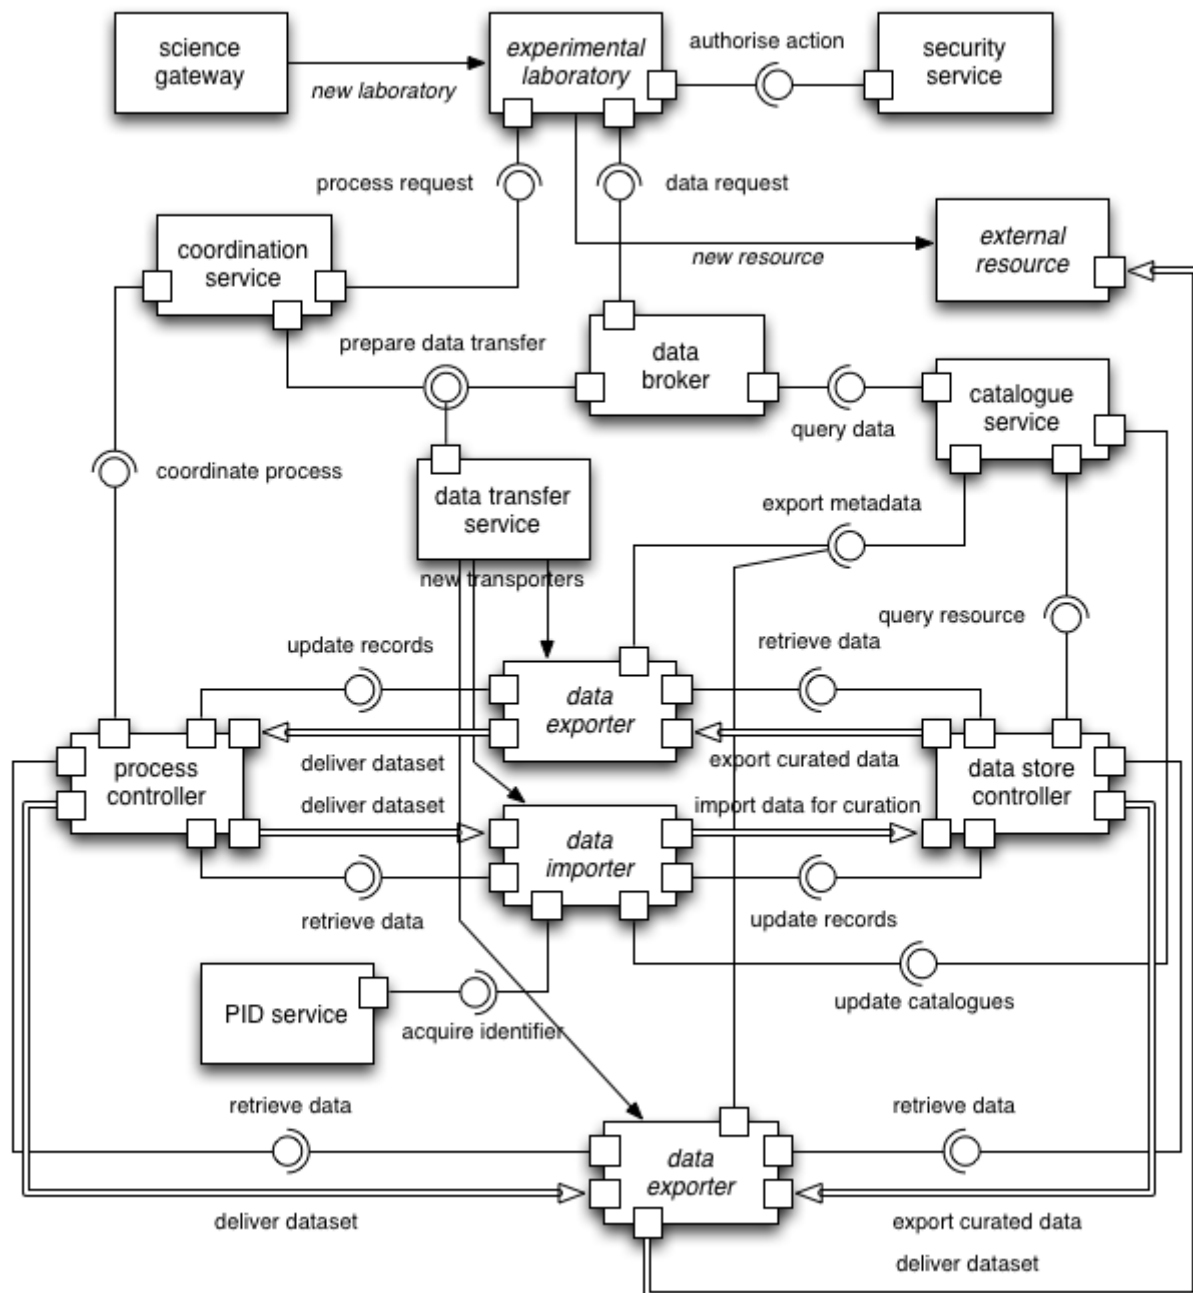 science
gateway
new laboratory
experimental
laboratory
authorise action
security
service
process request
data request
coordination
service
new resource
external
resource
prepare data transfer
data
broker
query data
catalogue
service
coordinate process
data transfer
service
export metadata
new transporters
query resource
update records
retrieve data
data
exporter
process
controller
deliver dataset
export curated data
data store
controller
deliver dataset
import data for curation
data
importer
retrieve data
update records
PID service
acquire identifier
update catalogues
retrieve data
retrieve data
data
exporter
deliver dataset
export curated data
deliver dataset